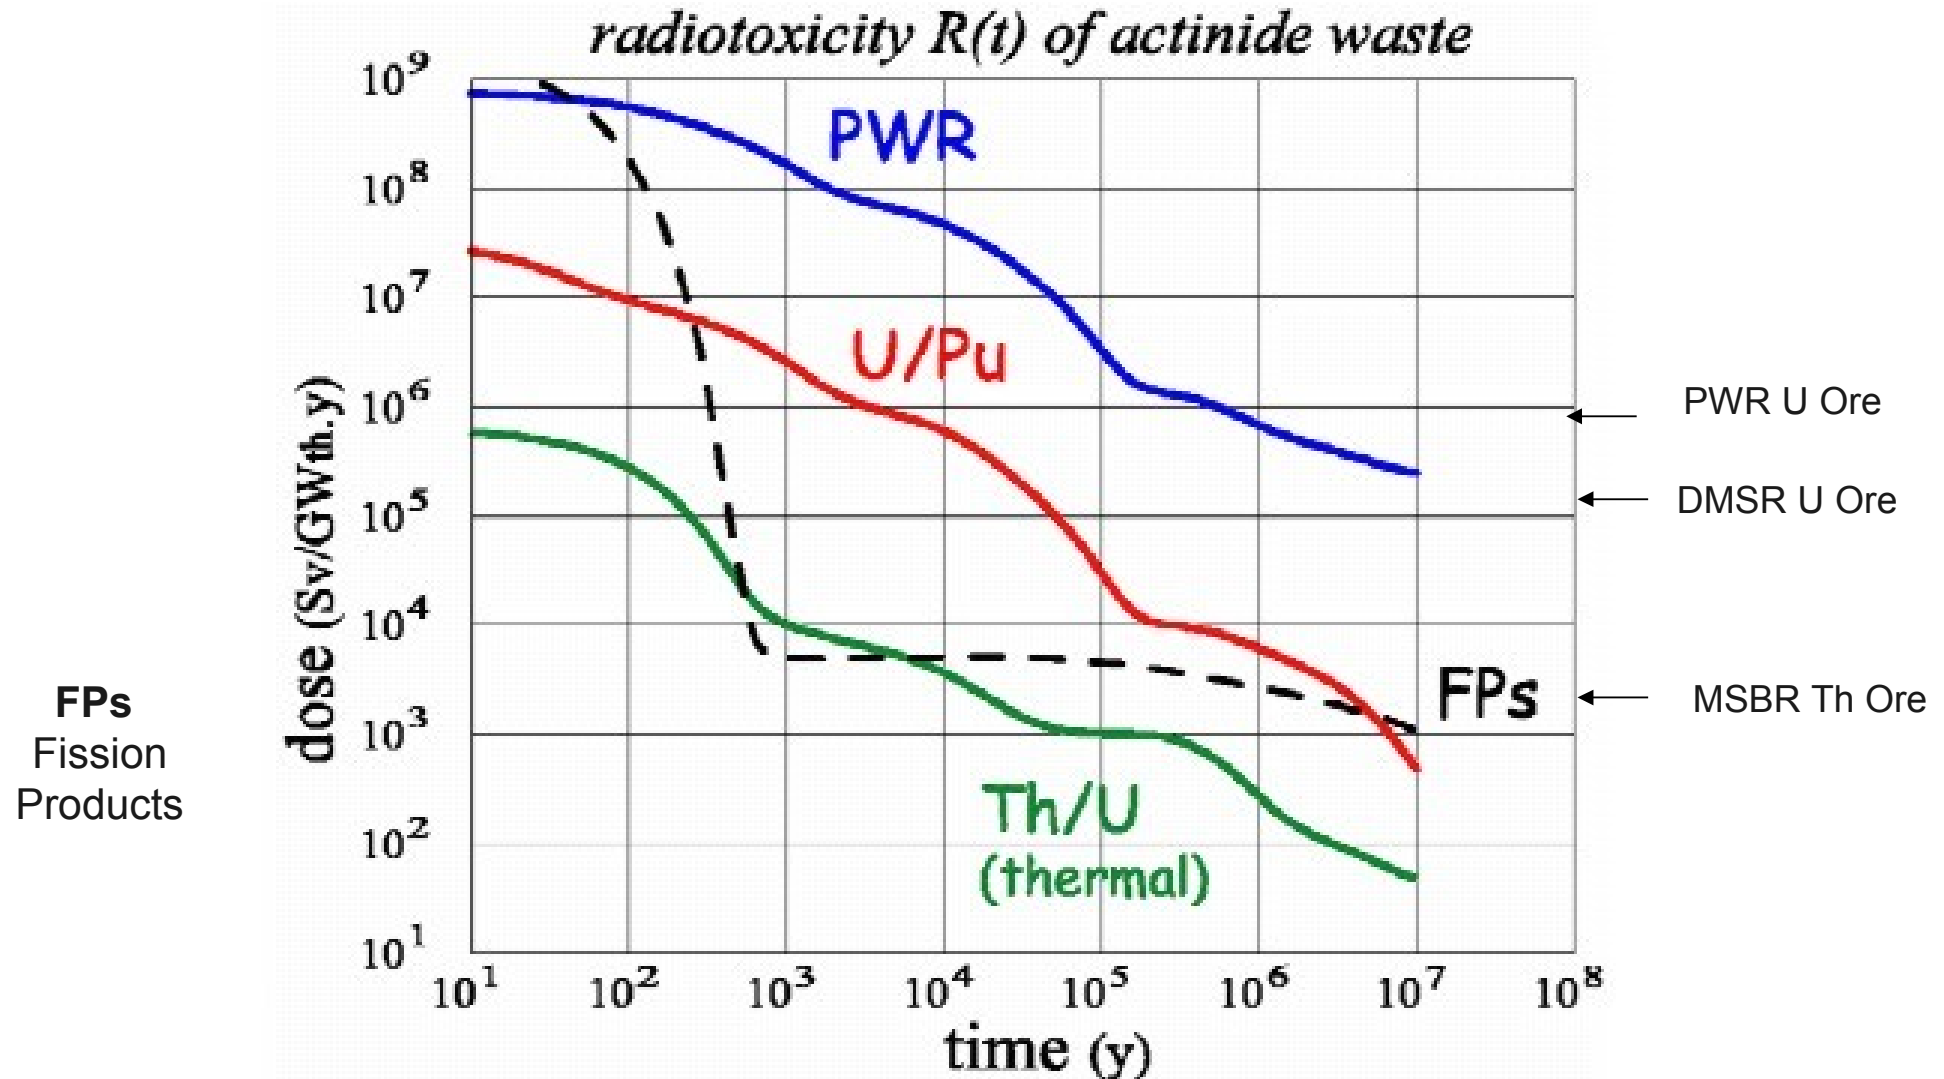 radiotoxicity R(t) of actinide waste
10⁹
10⁸
10⁷
10⁶
10⁵
10⁴
10³
10²
10¹
dose (Sv/GWth.y)
PWR
U/Pu
Th/U
(thermal)
FPs
10¹ 10² 10³ 10⁴ 10⁵ 10⁶ 10⁷ 10⁸
time (y)
FPs
Fission
Products
PWR U Ore
DMSR U Ore
MSBR Th Ore